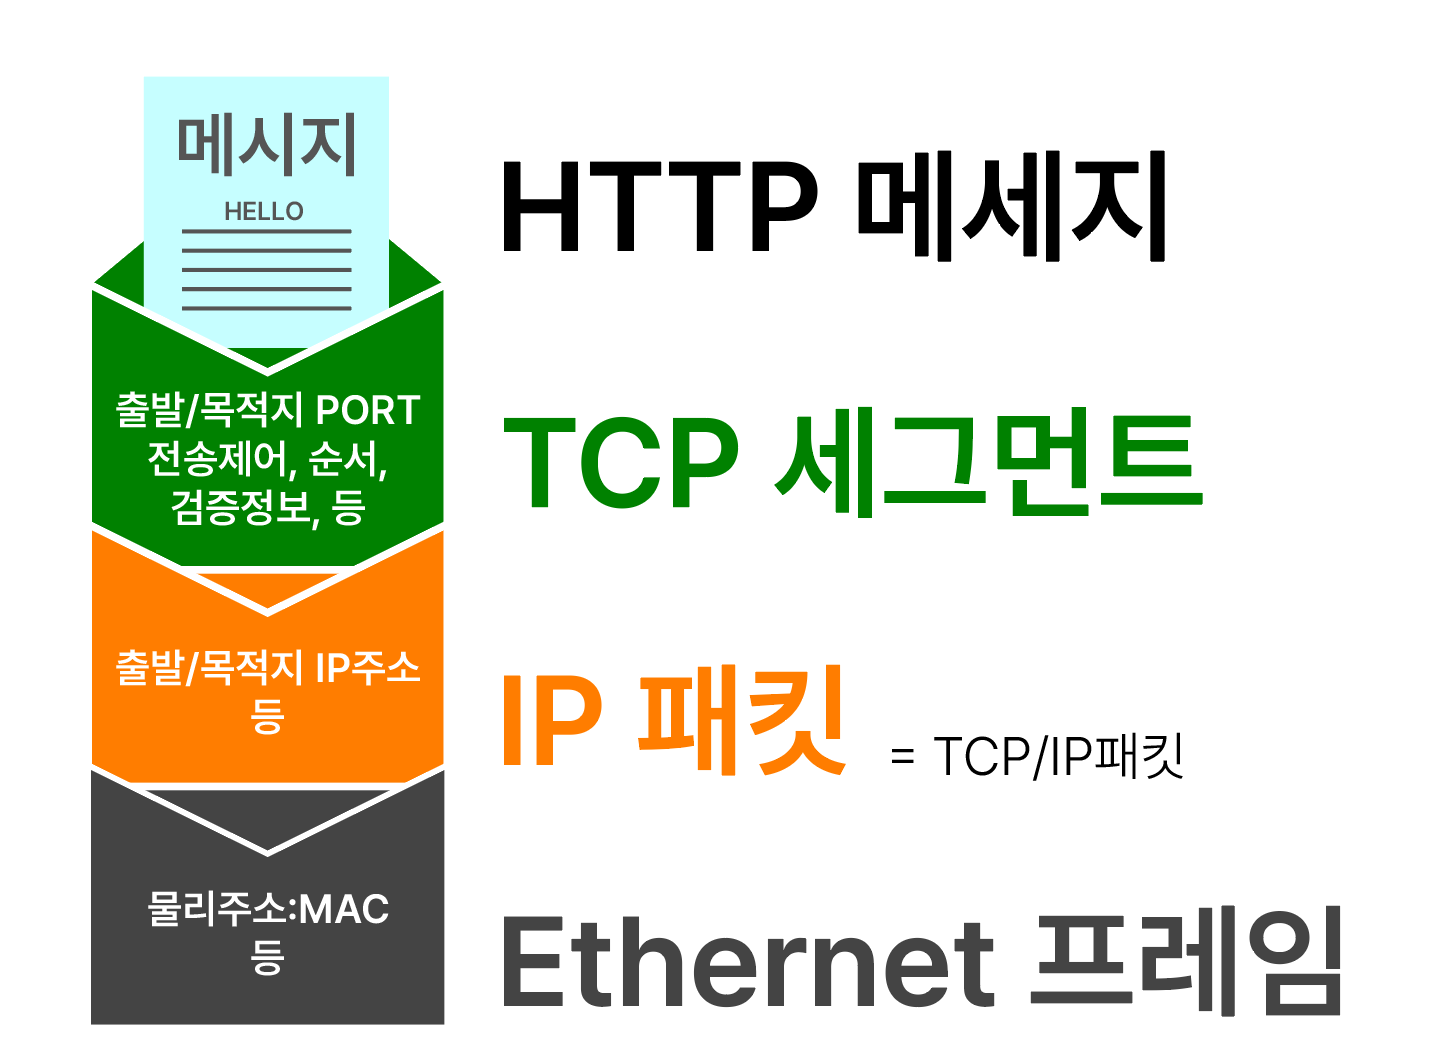 메시지
HELLO
HTTP 메세지
출발/목적지 PORT
전송제어, 순서,
검증정보, 등
TCP 세그먼트
출발/목적지 IP주소
등
IP 패킷
= TCP/IP패킷
물리주소:MAC
등
Ethernet 프레임